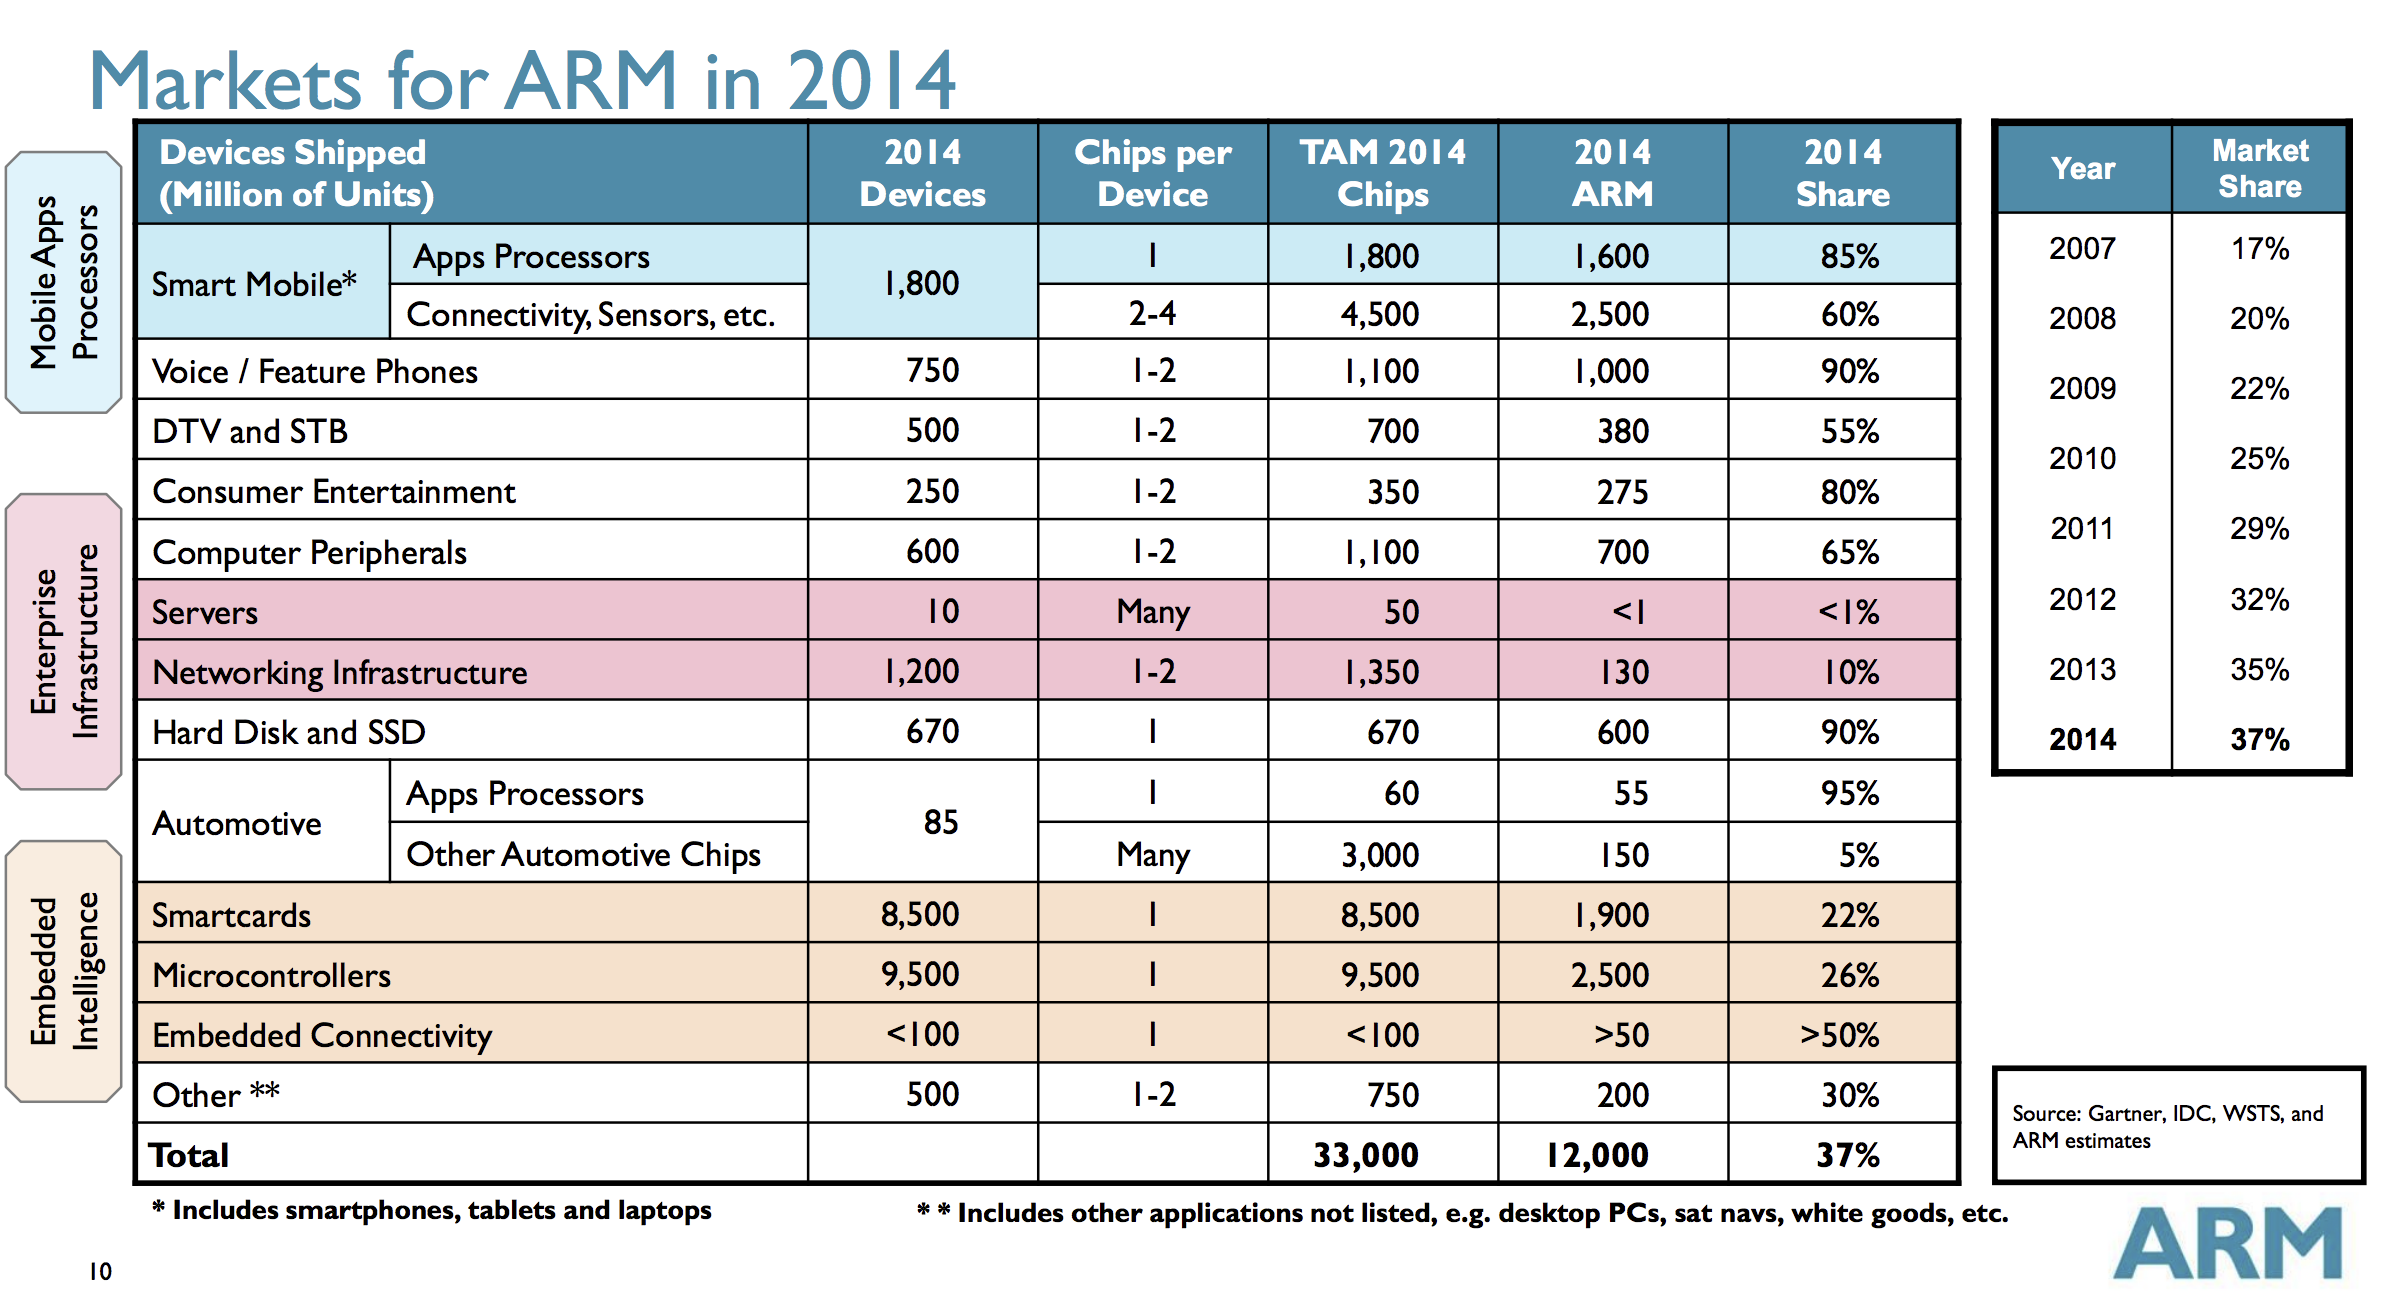 Markets for ARM in 2014
Mobile Apps
Processors
Enterprise
Infrastructure
Embedded
Intelligence
Devices Shipped (Million of Units) 2014 Devices Chips per Device TAM 2014 Chips 2014 ARM 2014 Share
Smart Mobile* Apps Processors 1,800 1 1,800 1,600 85%
Connectivity, Sensors, etc. 2-4 4,500 2,500 60%
Voice / Feature Phones 750 1-2 1,100 1,000 90%
DTV and STB 500 1-2 700 380 55%
Consumer Entertainment 250 1-2 350 275 80%
Computer Peripherals 600 1-2 1,100 700 65%
Servers 10 Many 50 <1 <1%
Networking Infrastructure 1,200 1-2 1,350 130 10%
Hard Disk and SSD 670 1 670 600 90%
Automotive Apps Processors 85 1 60 55 95%
Other Automotive Chips Many 3,000 150 5%
Smartcards 8,500 1 8,500 1,900 22%
Microcontrollers 9,500 1 9,500 2,500 26%
Embedded Connectivity <100 1 <100 >50 >50%
Other ** 500 1-2 750 200 30%
Total 33,000 12,000 37%
* Includes smartphones, tablets and laptops
* * Includes other applications not listed, e.g. desktop PCs, sat navs, white goods, etc.
Year Market Share
2007 17%
2008 20%
2009 22%
2010 25%
2011 29%
2012 32%
2013 35%
2014 37%
Source: Gartner, IDC, WSTS, and
ARM estimates
10
ARM